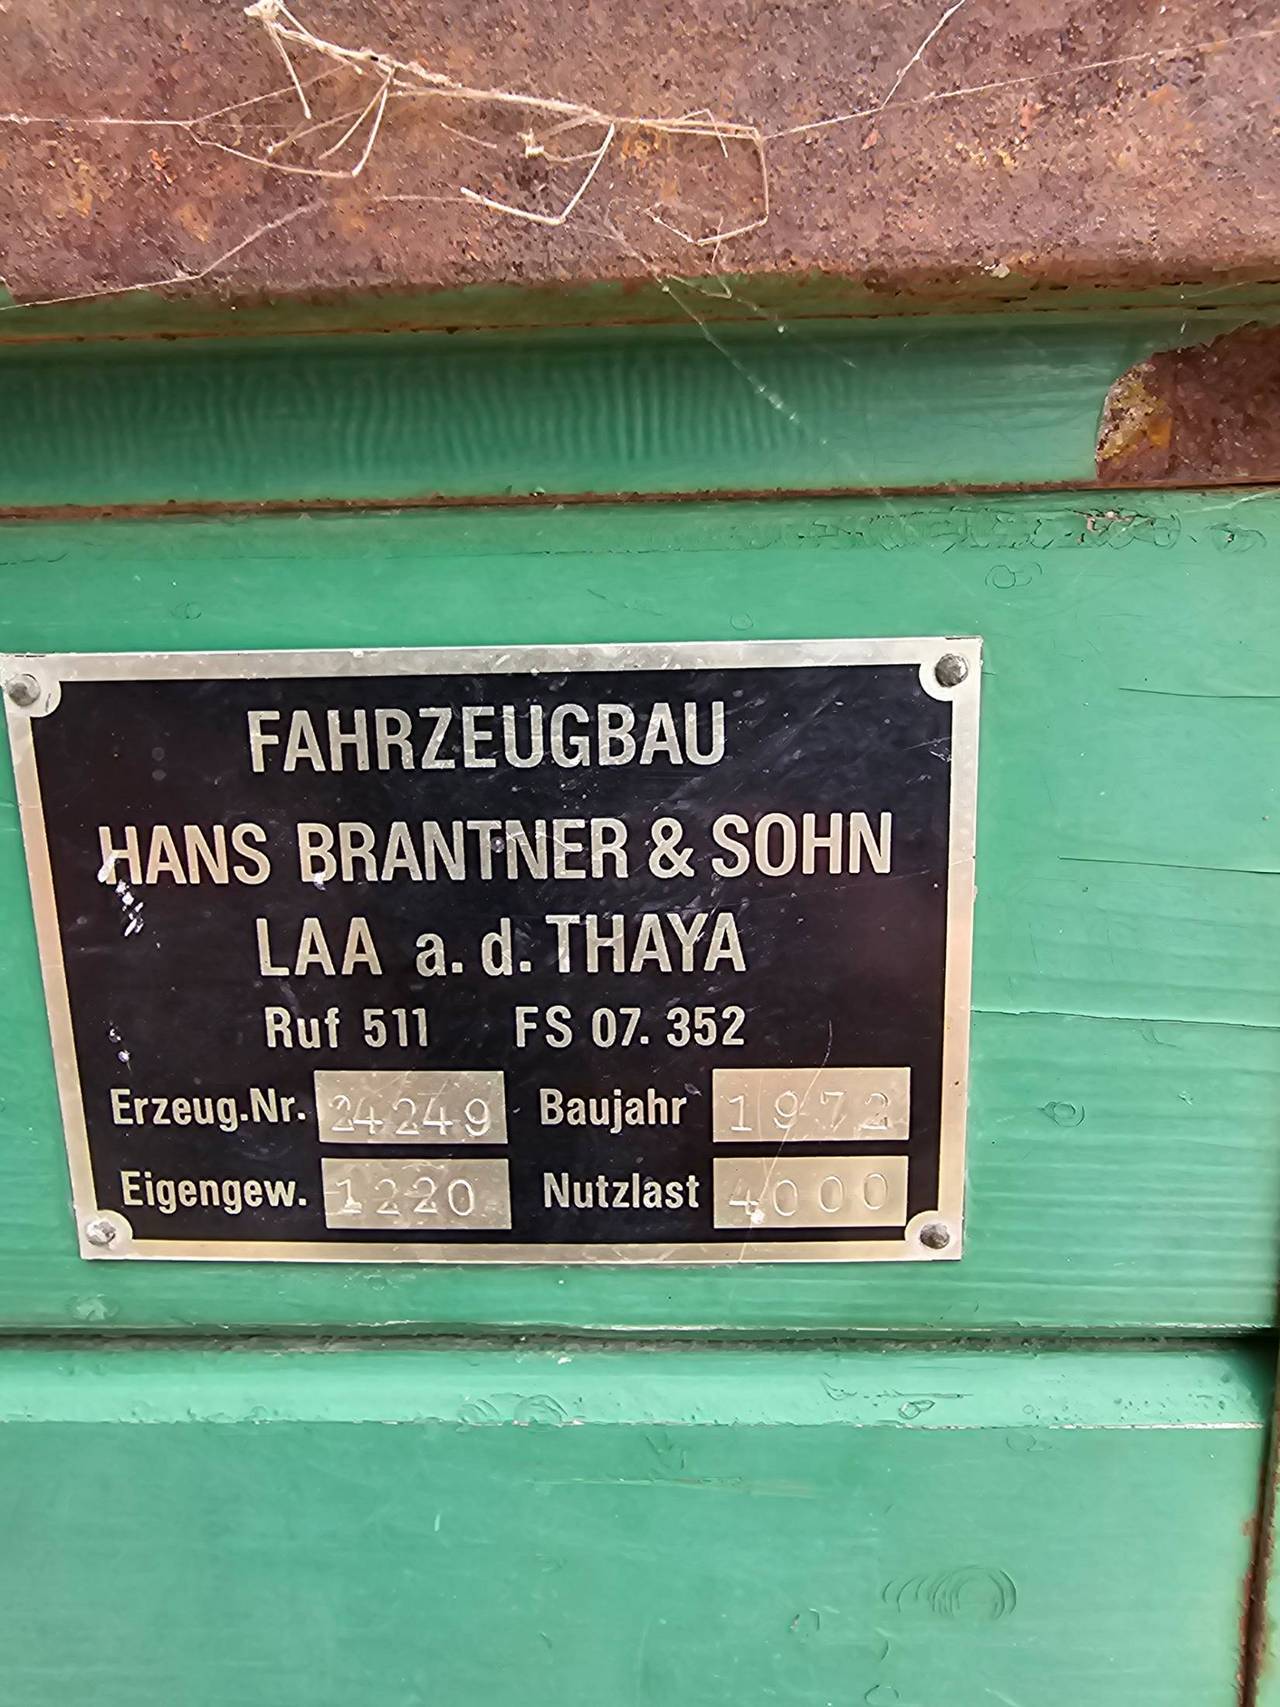 FAHRZEUGBAU
HANS BRANTNER & SOHN
LAA a. d. THAYA
Ruf 511 FS 07. 352
Erzeug.Nr. 24249 Baujahr 1972
Eigengew. 1220 Nutzlast 4000